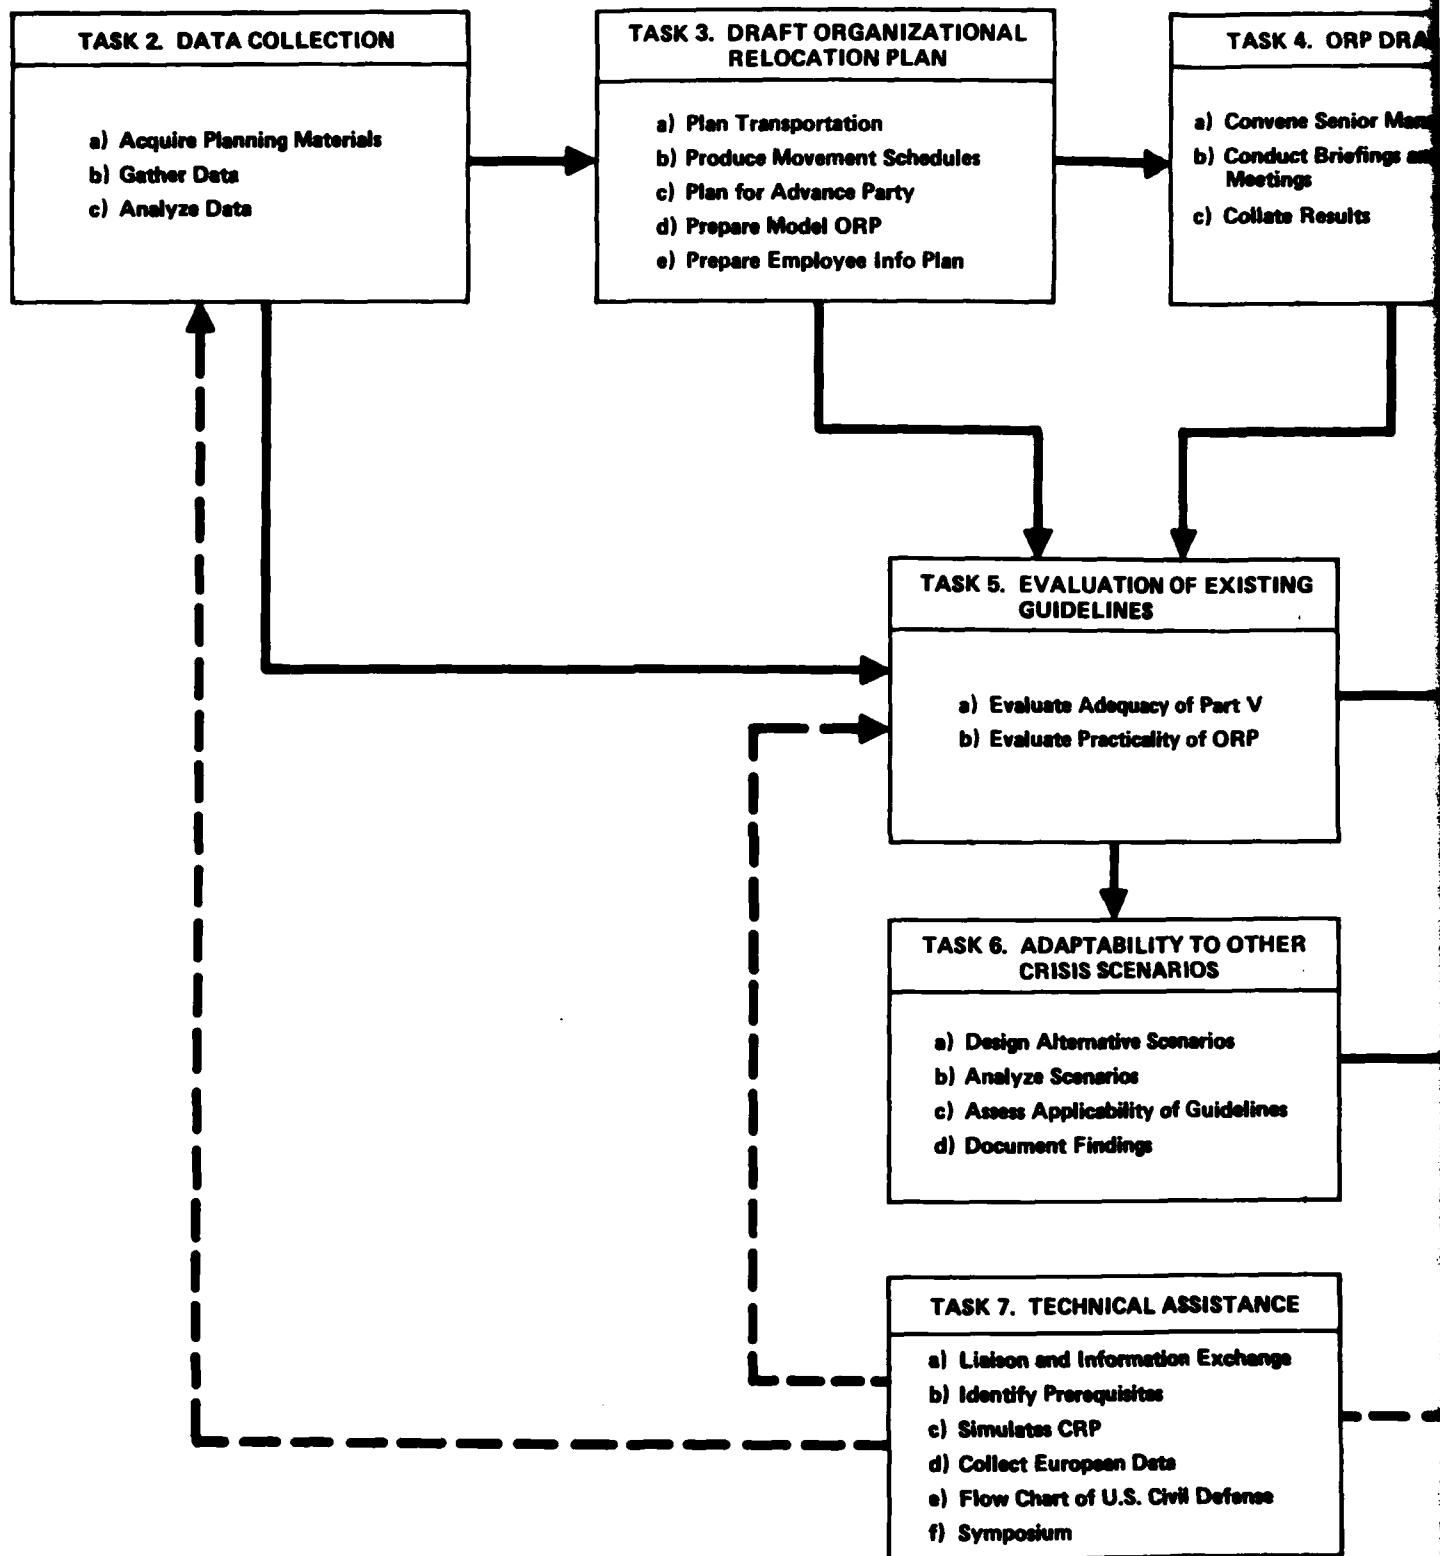 TASK 2. DATA COLLECTION
a) Acquire Planning Materials
b) Gather Data
c) Analyze Data
TASK 3. DRAFT ORGANIZATIONAL
RELOCATION PLAN
a) Plan Transportation
b) Produce Movement Schedules
c) Plan for Advance Party
d) Prepare Model ORP
e) Prepare Employee Info Plan
TASK 4. ORP
a) Convene Senior
b) Conduct Briefings
Meetings
c) Collate Results
TASK 5. EVALUATION OF EXISTING
GUIDELINES
a) Evaluate Adequacy of Part V
b) Evaluate Practicality of ORP
TASK 6. ADAPTABILITY TO OTHER
CRISIS SCENARIOS
a) Design Alternative Scenarios
b) Analyze Scenarios
c) Assess Applicability of Guidelines
d) Document Findings
TASK 7. TECHNICAL ASSISTANCE
a) Liaison and Information Exchange
b) Identify Prerequisites
c) Simulates CRP
d) Collect European Data
e) Flow Chart of U.S. Civil Defense
f) Symposium